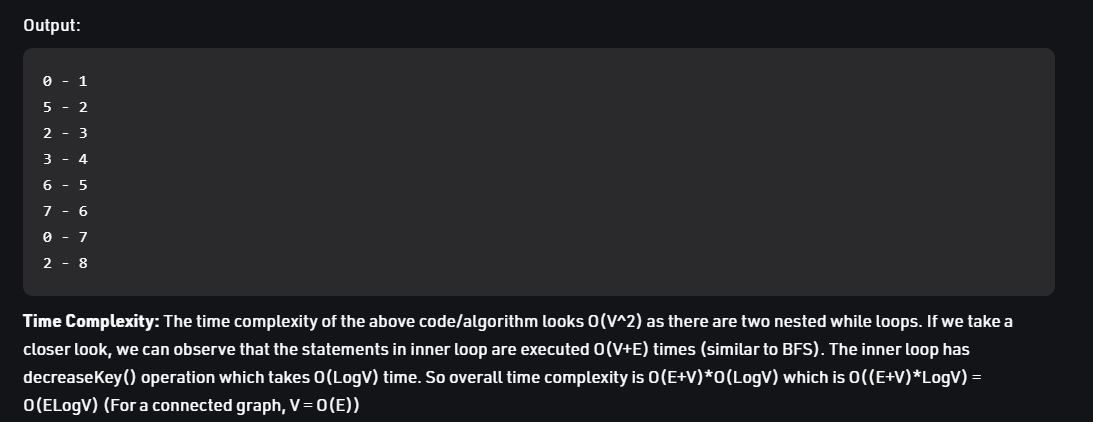 Output:
0 - 1
5 - 2
2 - 3
3 - 4
6 - 5
7 - 6
0 - 7
2 - 8
Time Complexity: The time complexity of the above code/algorithm looks O(V^2) as there are two nested while loops. If we take a
closer look, we can observe that the statements in inner loop are executed O(V+E) times (similar to BFS). The inner loop has
decreaseKey() operation which takes O(LogV) time. So overall time complexity is O(E+V)*O(LogV) which is O((E+V)*LogV) =
O(ELogV) (For a connected graph, V = O(E))